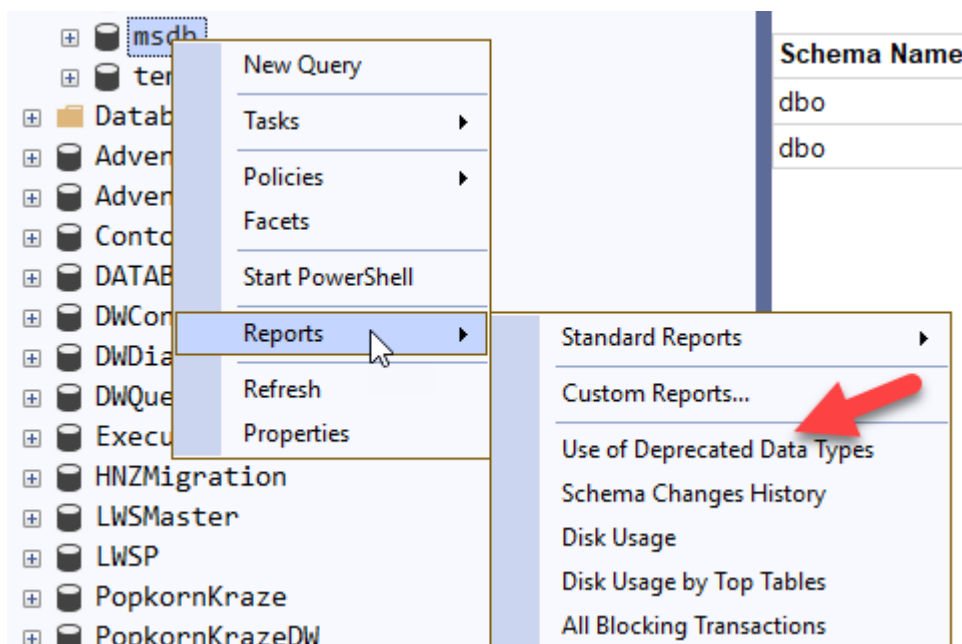 msdb
Datab
Adven
Adven
Conto
DATAB
DWCon
DWDia
DWQue
Execu
HNZMigration
LWSMaster
LWSP
PopkornKraze
PopkornKrazeDW
New Query
Tasks
Policies
Facets
Start PowerShell
Reports
Refresh
Properties
Standard Reports
Custom Reports...
Use of Deprecated Data Types
Schema Changes History
Disk Usage
Disk Usage by Top Tables
All Blocking Transactions
Schema Name
dbo
dbo